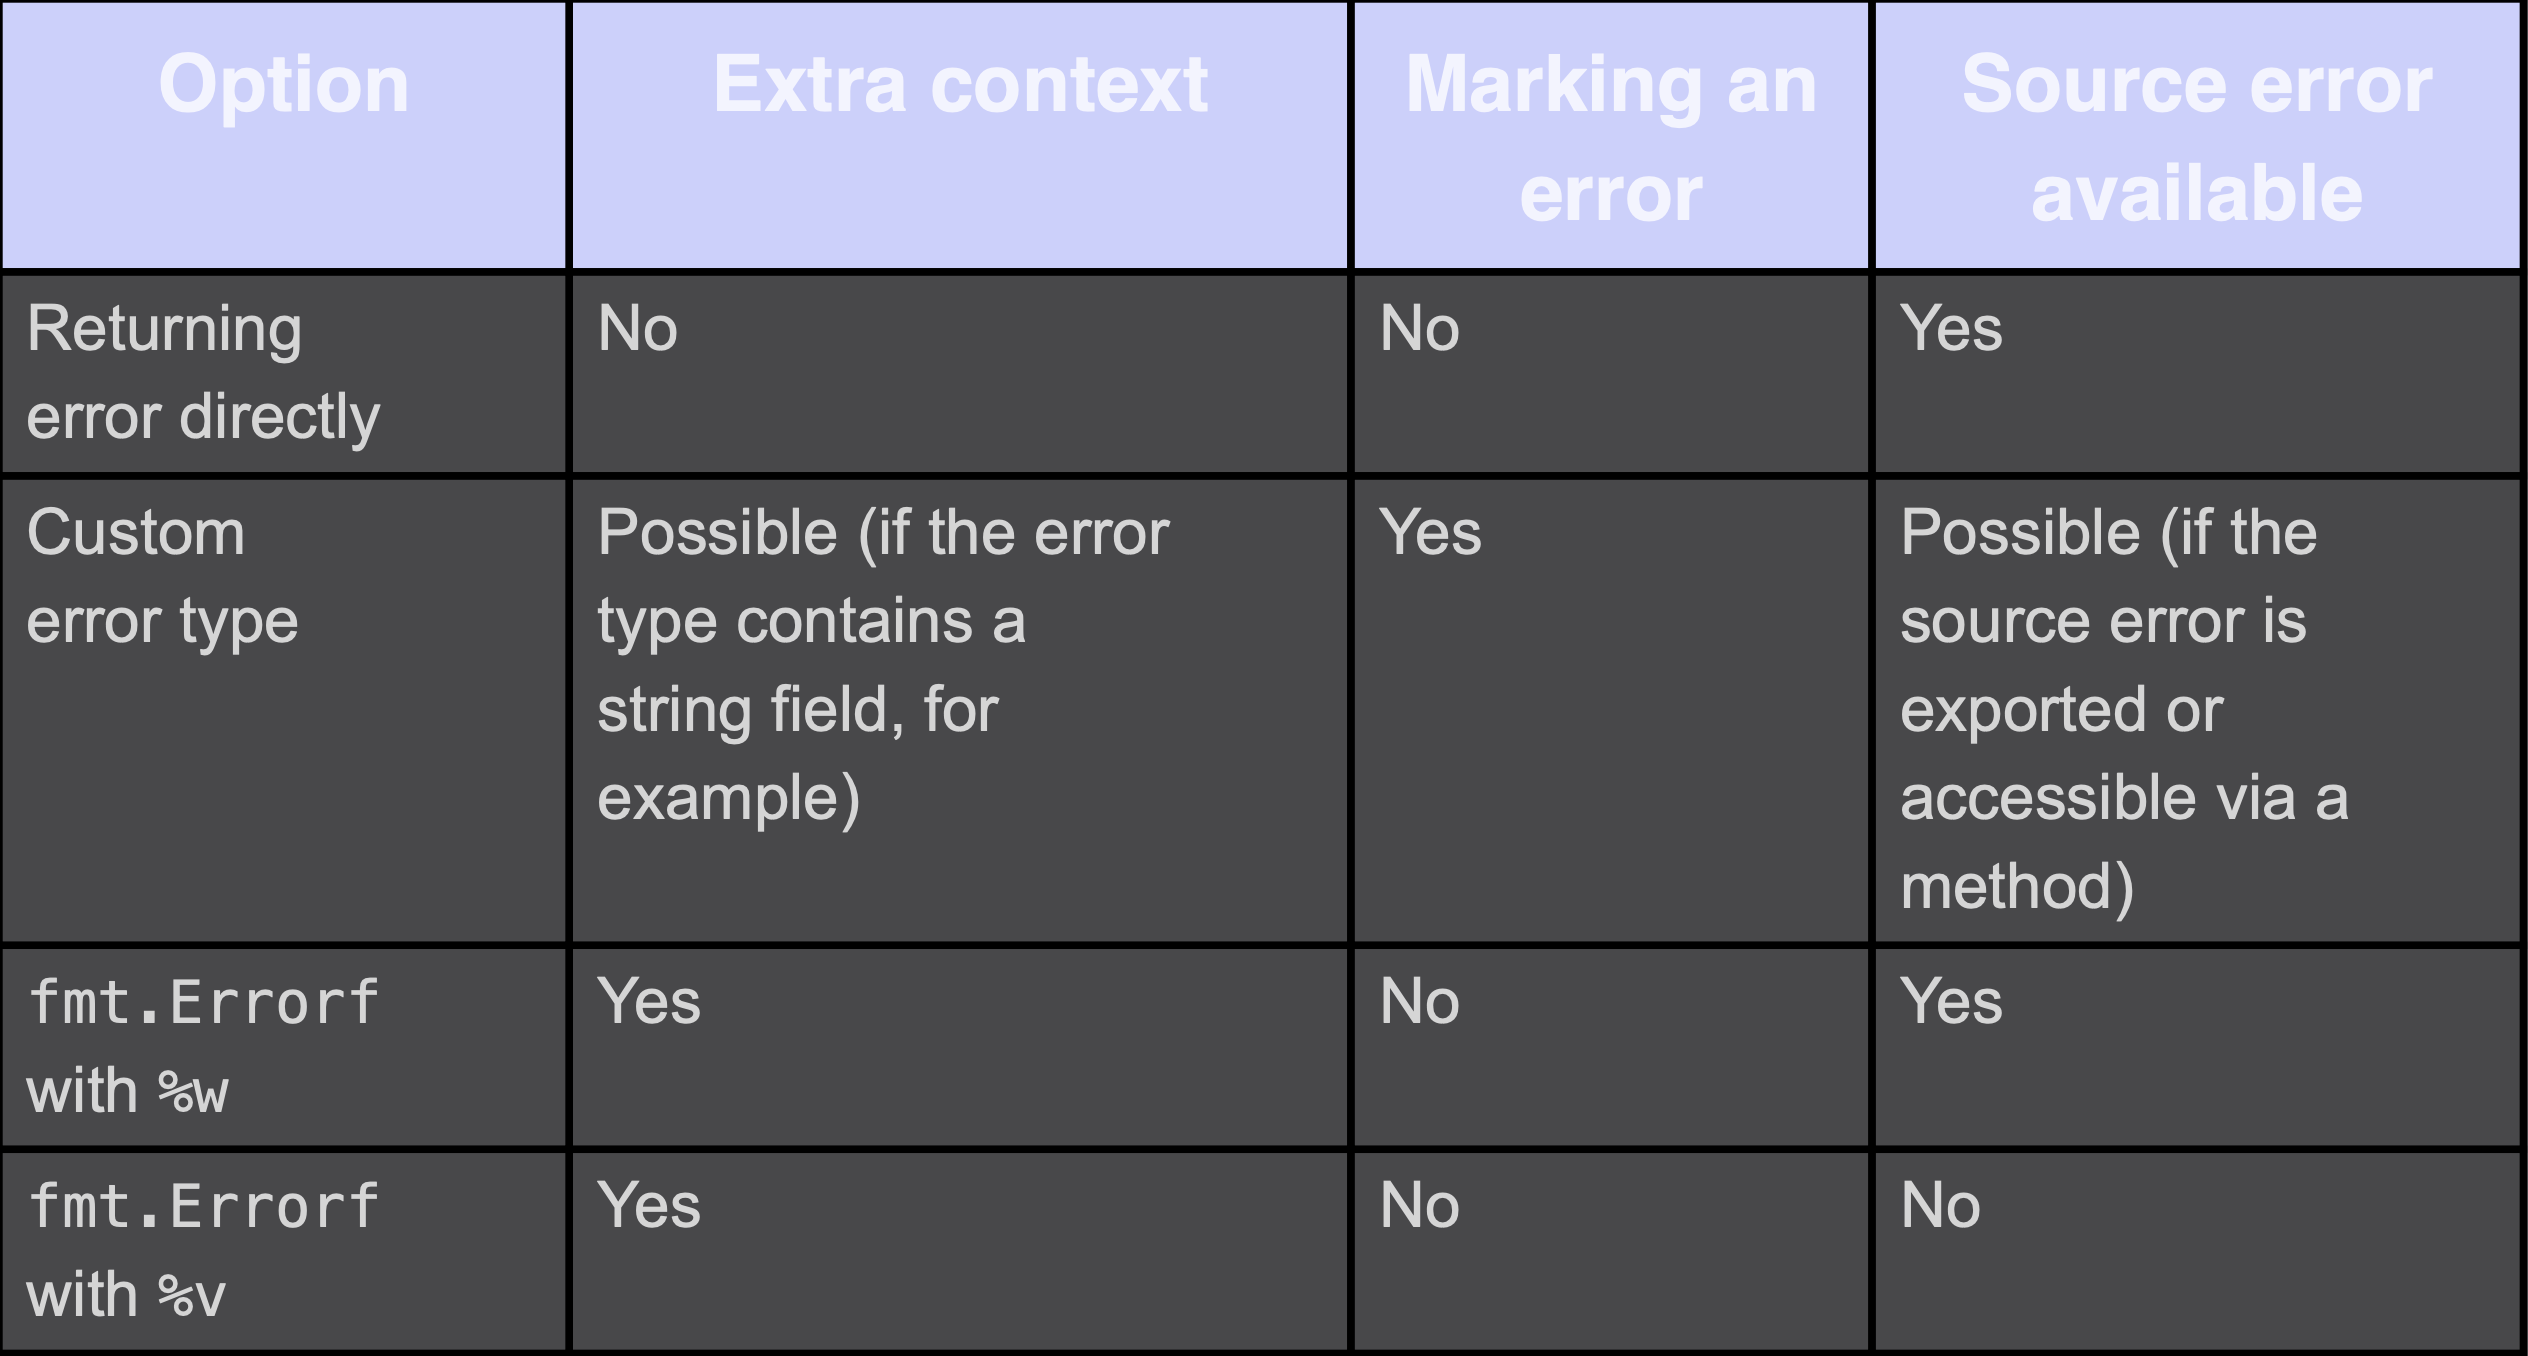 Option
Extra context
Marking an
error
Source error
available
Returning
error directly
No
No
Yes
Custom
error type
Possible (if the error
type contains a
string field, for
example)
Yes
Possible (if the
source error is
exported or
accessible via a
method)
fmt.Errorf
with %w
Yes
No
Yes
fmt.Errorf
with %v
Yes
No
No